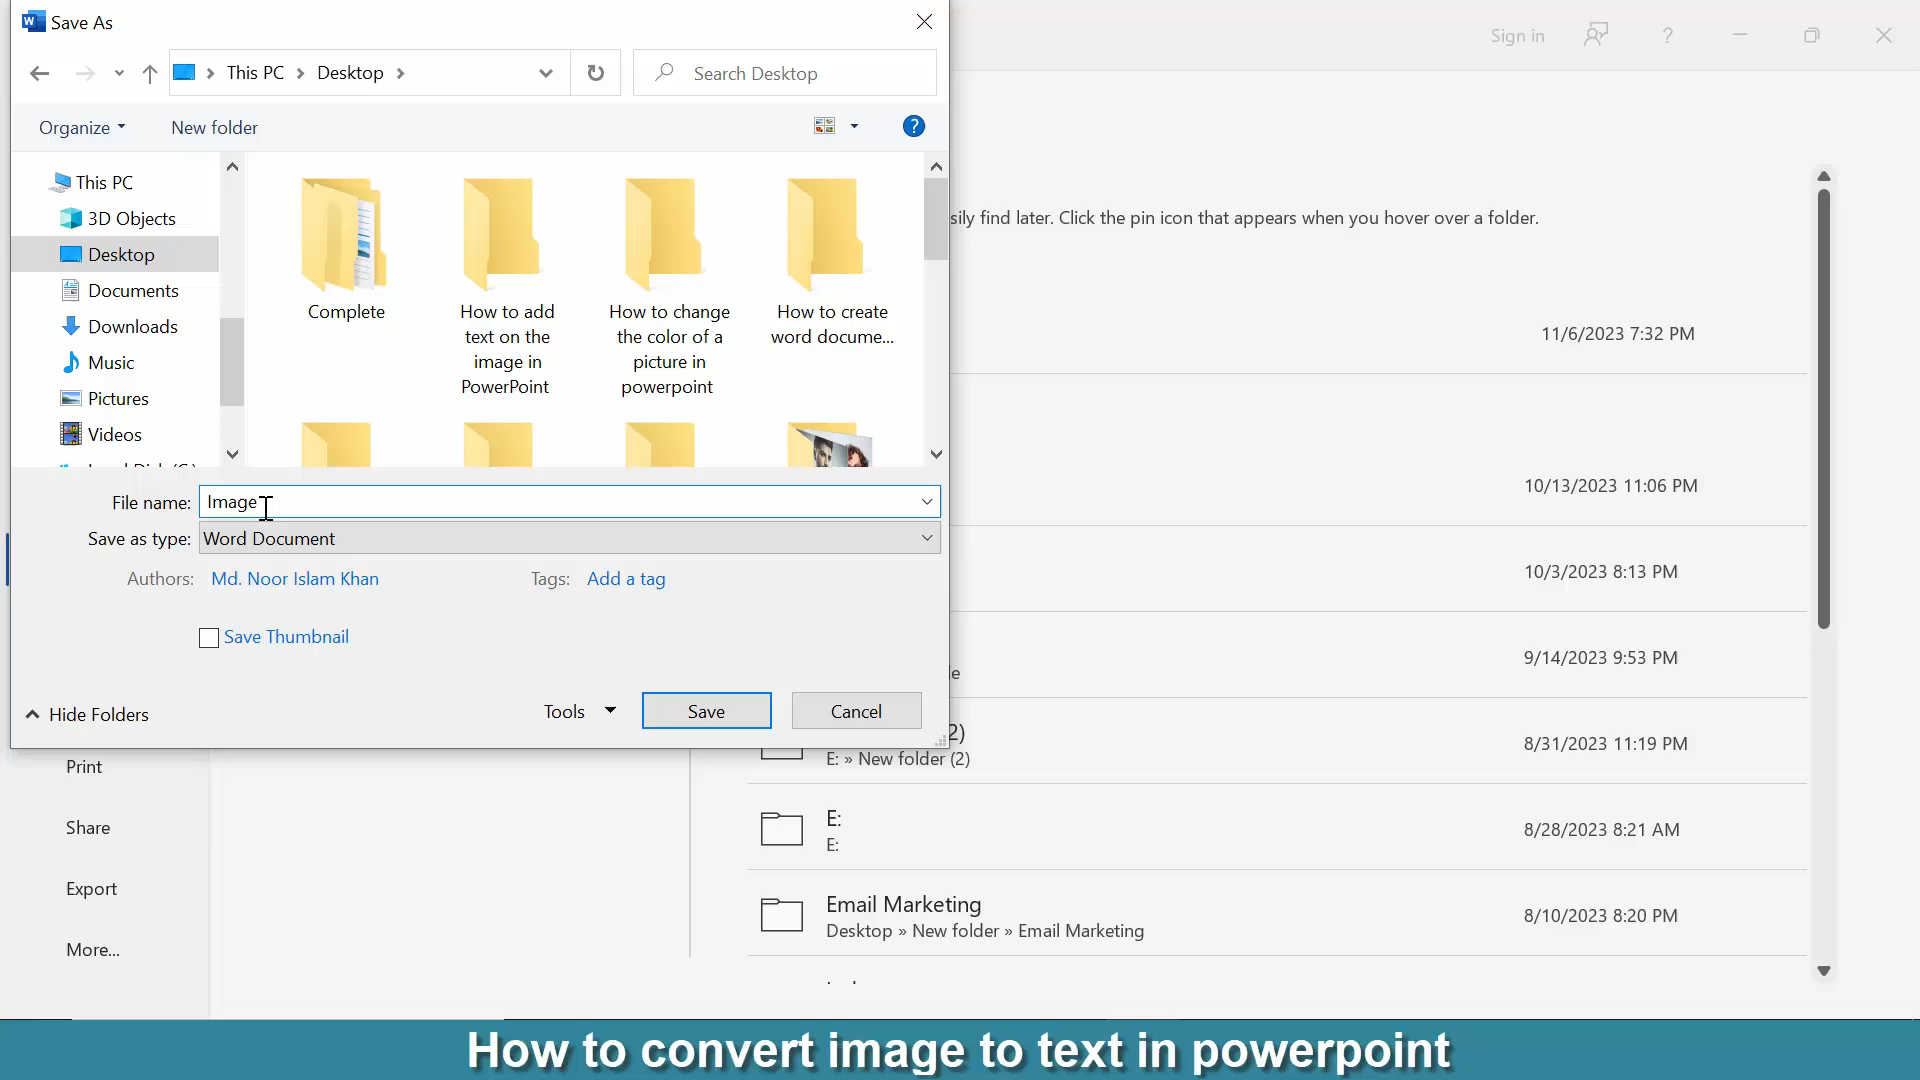 Save As
Sign in
?
This PC
Desktop
Search Desktop
Organize
New folder
?
This PC
3D Objects
Desktop
Documents
Downloads
Music
Pictures
Videos
Complete
How to add
text on the
image in
PowerPoint
How to change
the color of a
picture in
powerpoint
How to create
word docume...
sily find later. Click the pin icon that appears when you hover over a folder.
11/6/2023 7:32 PM
10/13/2023 11:06 PM
10/3/2023 8:13 PM
9/14/2023 9:53 PM
File name: Image
Save as type: Word Document
Authors: Md. Noor Islam Khan
Tags: Add a tag
Save Thumbnail
Hide Folders
Tools
Save
Cancel
Print
Share
Export
More...
2)
E: » New folder (2)
8/31/2023 11:19 PM
E:
E:
8/28/2023 8:21 AM
Email Marketing
Desktop » New folder » Email Marketing
8/10/2023 8:20 PM
How to convert image to text in powerpoint